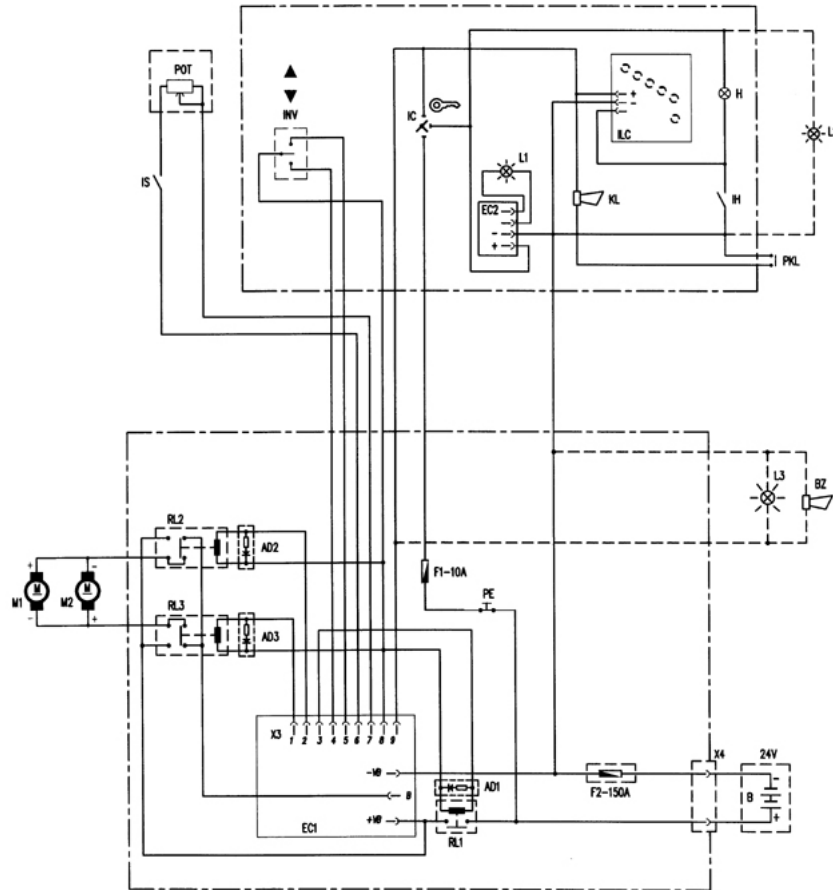 POT
INV
IS
IC
+
-
-
ILC
H
L1
EC2
-
+
KL
IH
PKL
L3
BZ
RL2
AD2
+
-
M
M
M1
M2
-
+
RL3
AD3
F1-10A
PE
X3
1 2 3 4 5 6 7 8 9
-VB
B
+VB
EC1
AD1
RL1
F2-150A
X4
24V
-
B
+